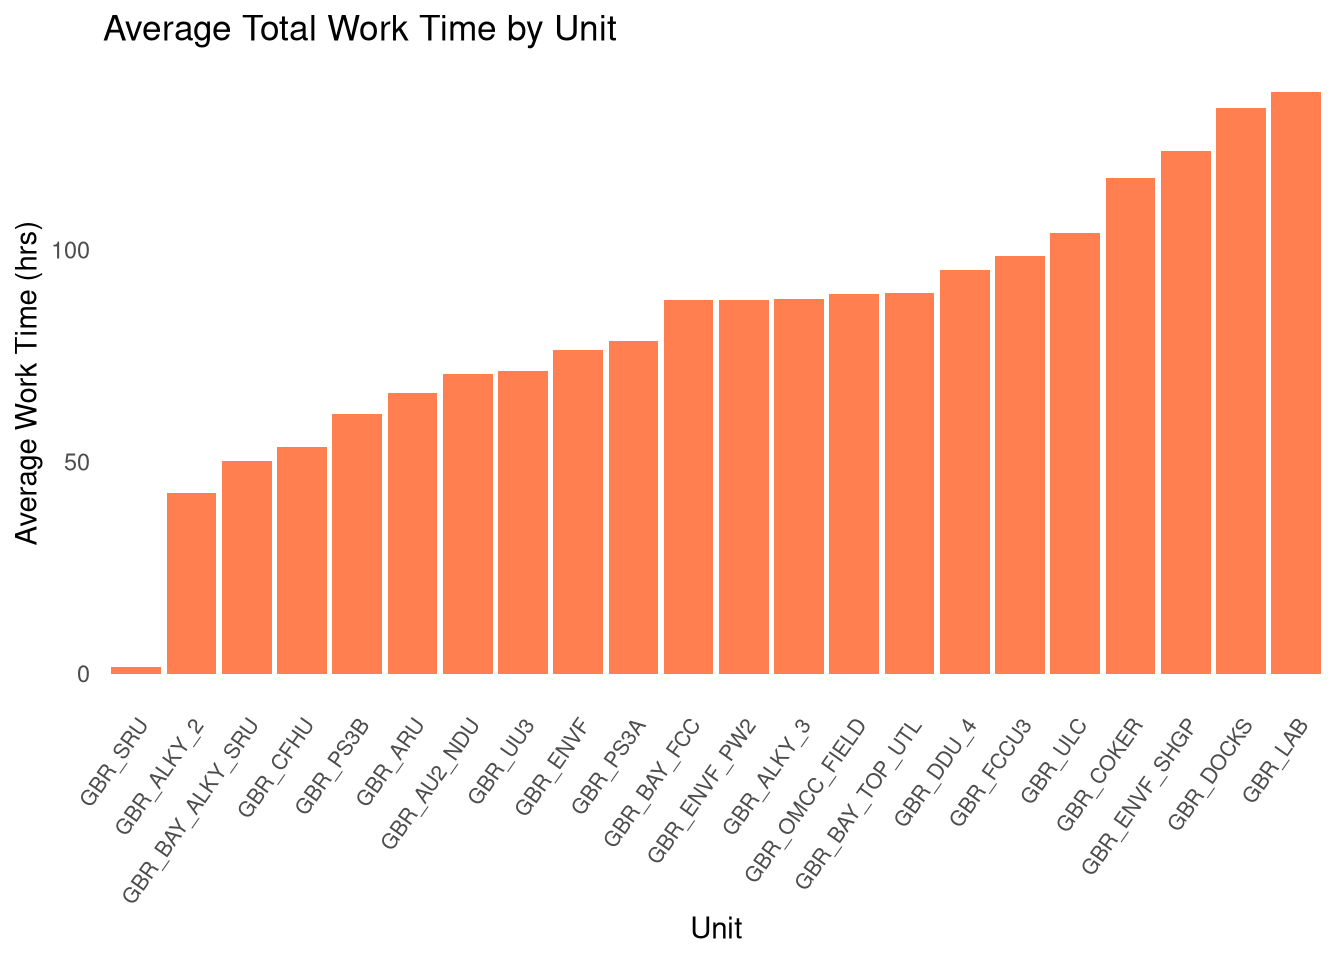 Average Total Work Time by Unit
Average Work Time (hrs)
100
50
0
GBR_SRU
GBR_ALKY_2
GBR_BAY_ALKY_SRU
GBR_CFHU
GBR_PS3B
GBR_ARU
GBR_AU2_NDU
GBR_UU3
GBR_ENVF
GBR_PS3A
GBR_BAY_FCC
GBR_ENVF_PW2
GBR_ALKY_3
GBR_OMCC_FIELD
GBR_BAY_TOP_UTL
GBR_DDU_4
GBR_FCCU3
GBR_ULC
GBR_COKER
GBR_ENVF_SHGP
GBR_DOCKS
GBR_LAB
Unit